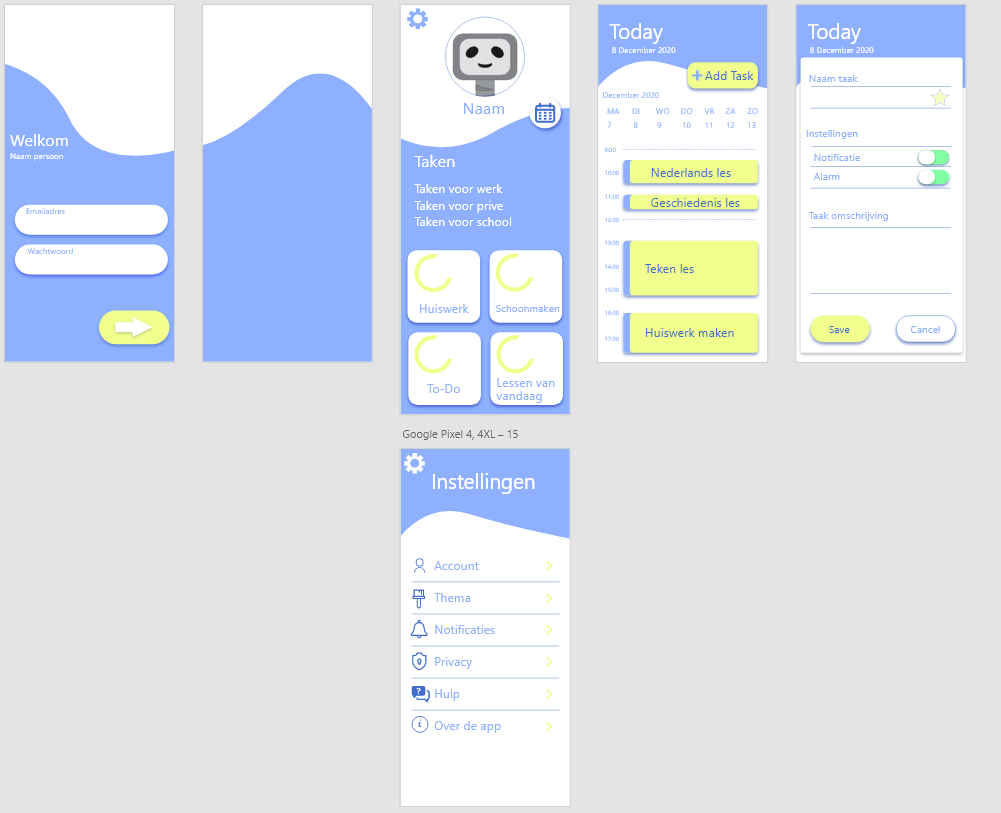 Welkom
Naam persoon
Emailadres
Wachtwoord
Naam
Taken
Taken voor werk
Taken voor prive
Taken voor school
Huiswerk
Schoonmaken
To-Do
Lessen van
vandaag
Today
8 December 2020
+ Add Task
December 2020
MA DI WO DO VR ZA ZO
7 8 9 10 11 12 13
9:00
10:00
Nederlands les
11:00
Geschiedenis les
12:00
13:00
14:00
Teken les
15:00
16:00
Huiswerk maken
17:00
Today
8 December 2020
Naam taak
Instellingen
Notificatie
Alarm
Taak omschrijving
Save
Cancel
Google Pixel 4, 4XL – 15
Instellingen
Account
Thema
Notificaties
Privacy
Hulp
Over de app